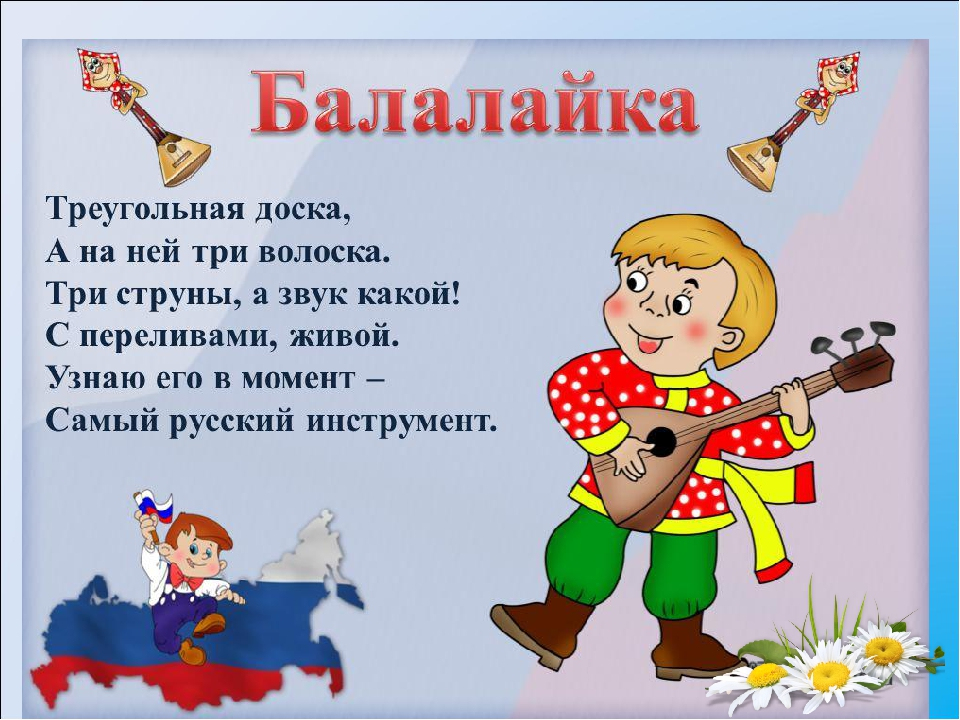 Балалайка
Треугольная доска,
А на ней три волоска.
Три струны, а звук какой!
С переливами, живой.
Узнаю его в момент –
Самый русский инструмент.